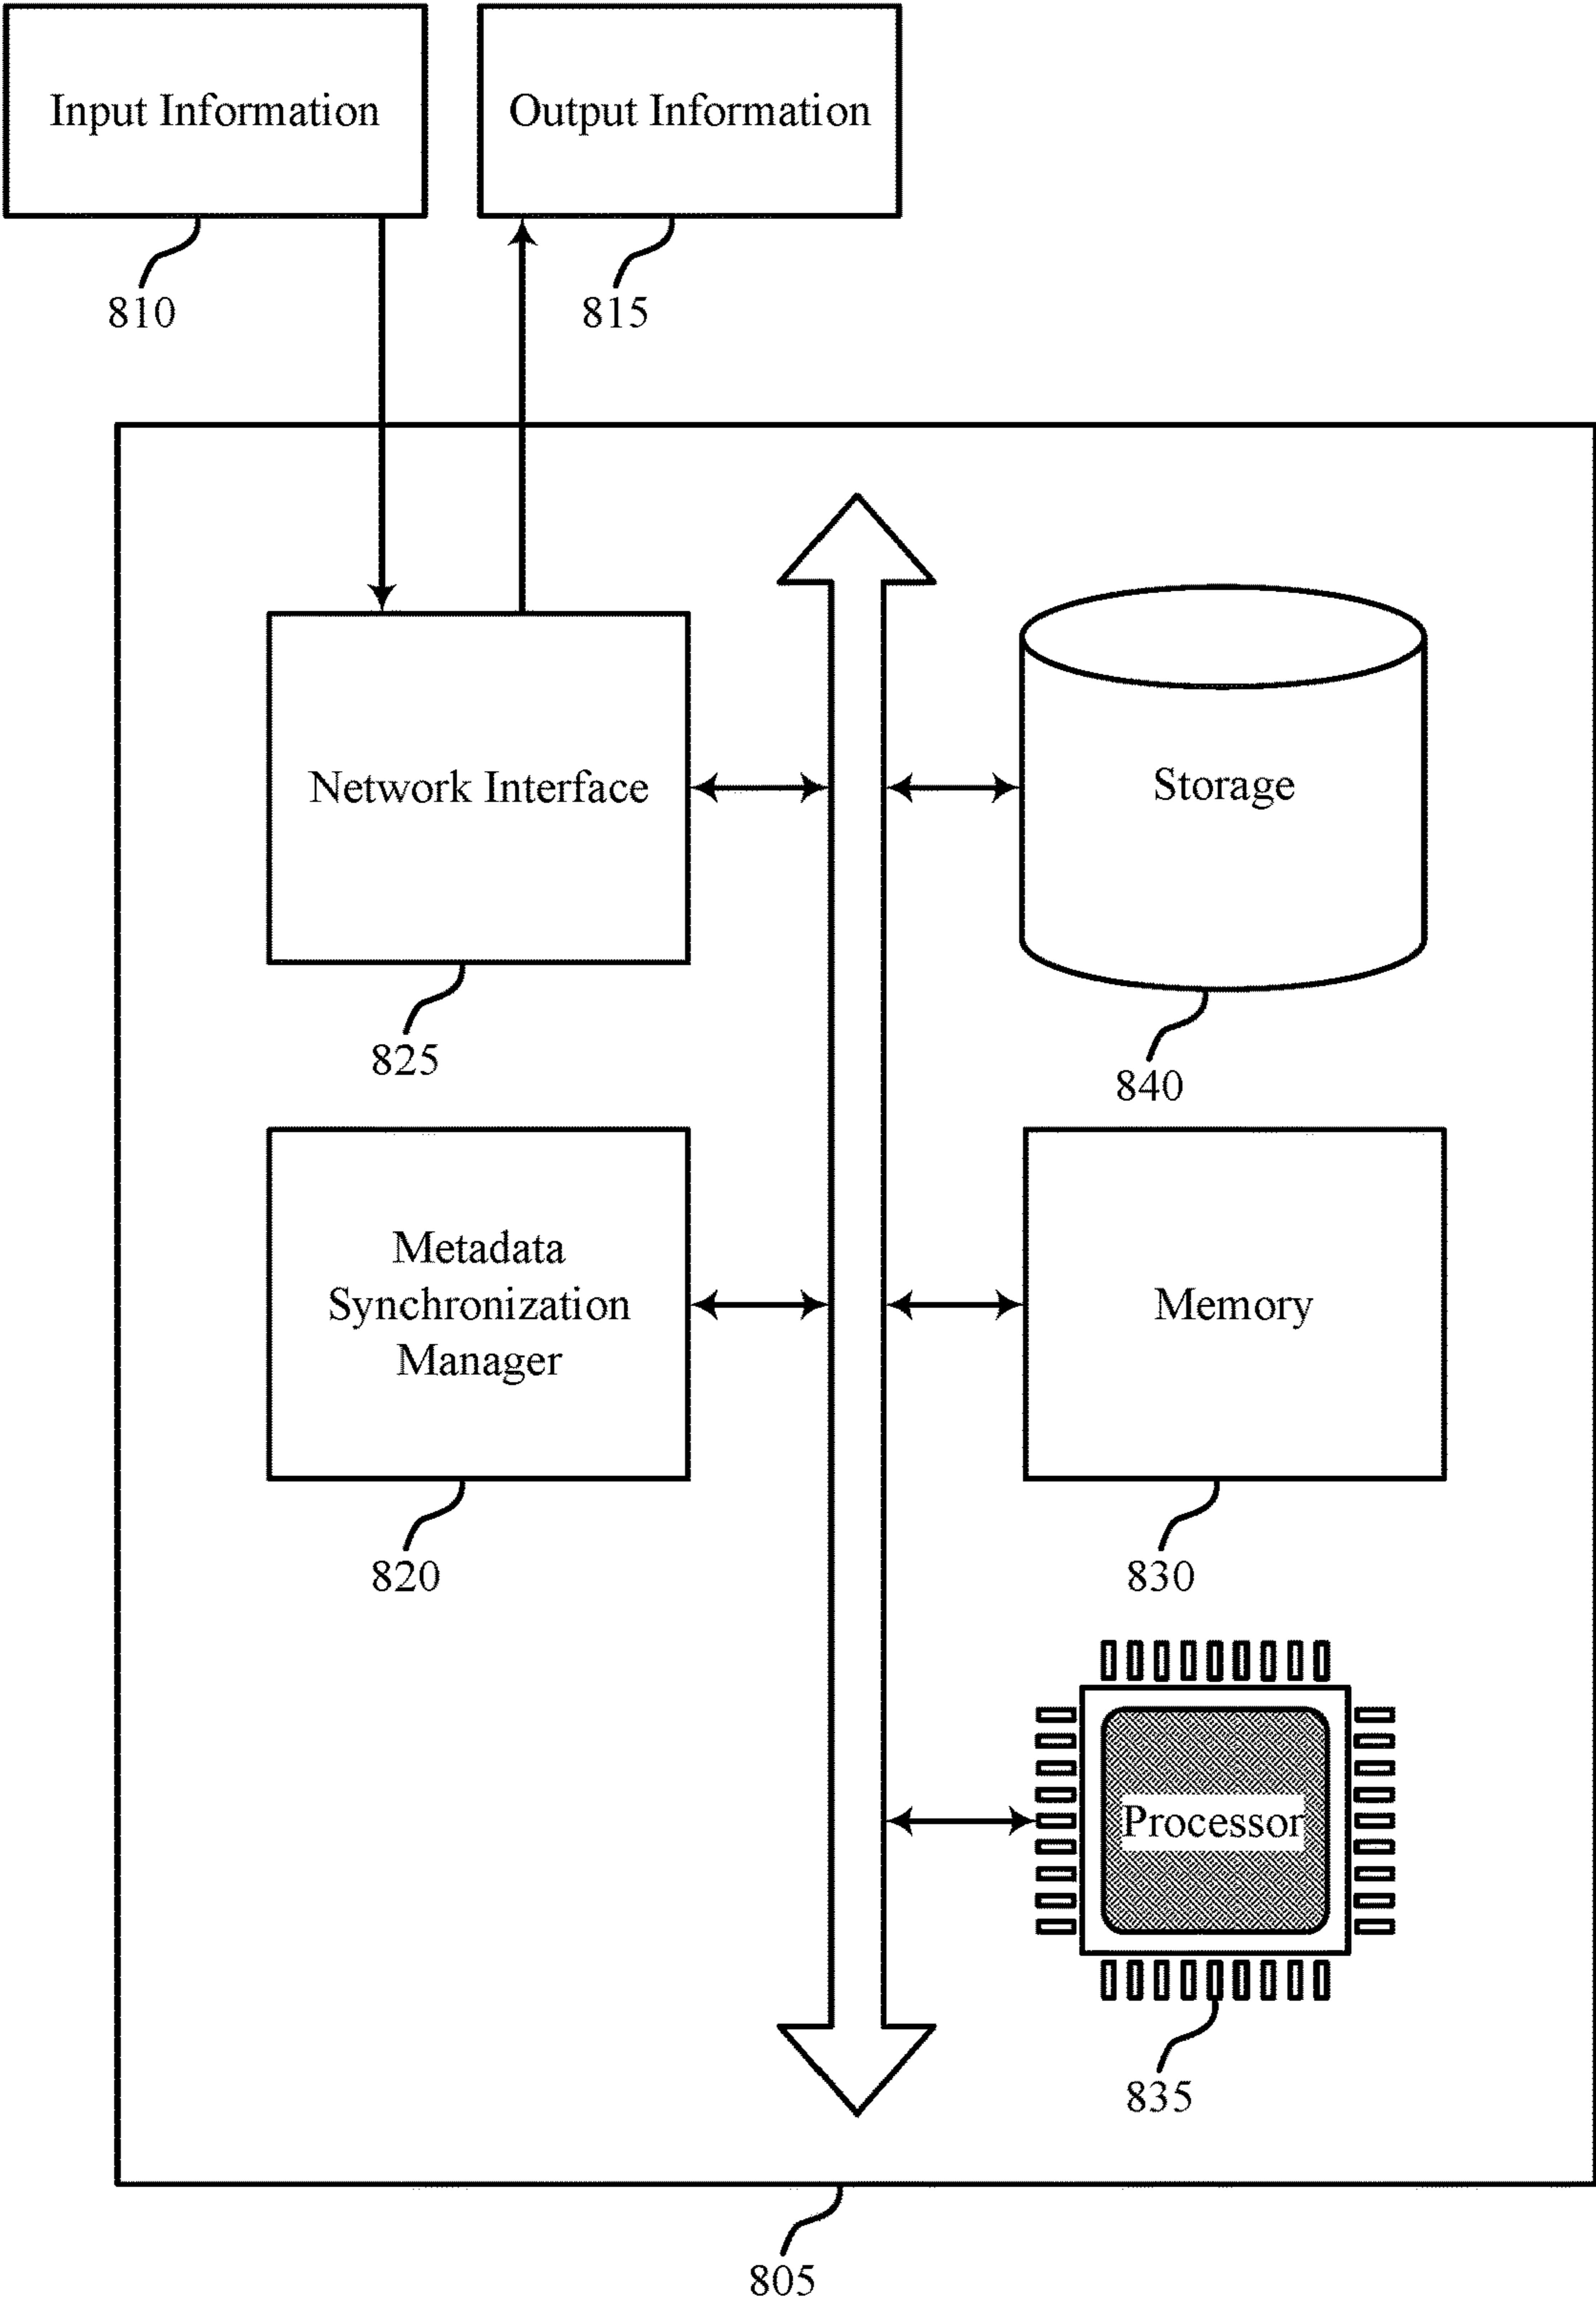 Input Information
Output Information
810
815
Network Interface
Storage
825
840
Metadata
Synchronization
Manager
Memory
820
830
Processor
835
805